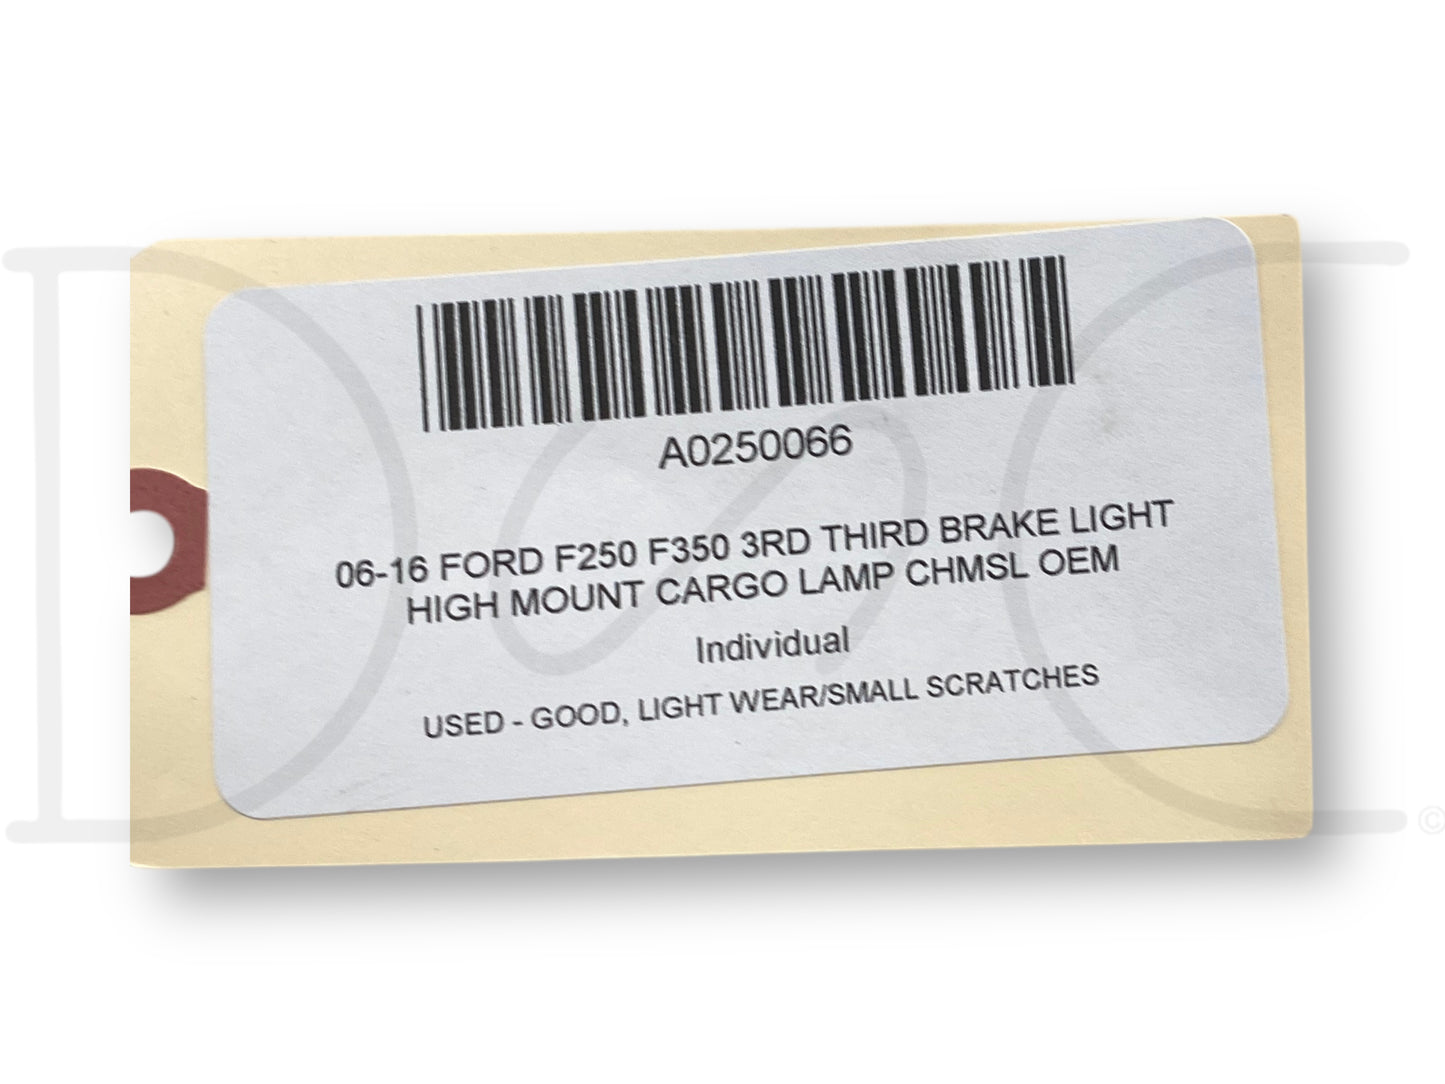 A0250066
06-16 FORD F250 F350 3RD THIRD BRAKE LIGHT
HIGH MOUNT CARGO LAMP CHMSL OEM
Individual
USED - GOOD, LIGHT WEAR/SMALL SCRATCHES
©